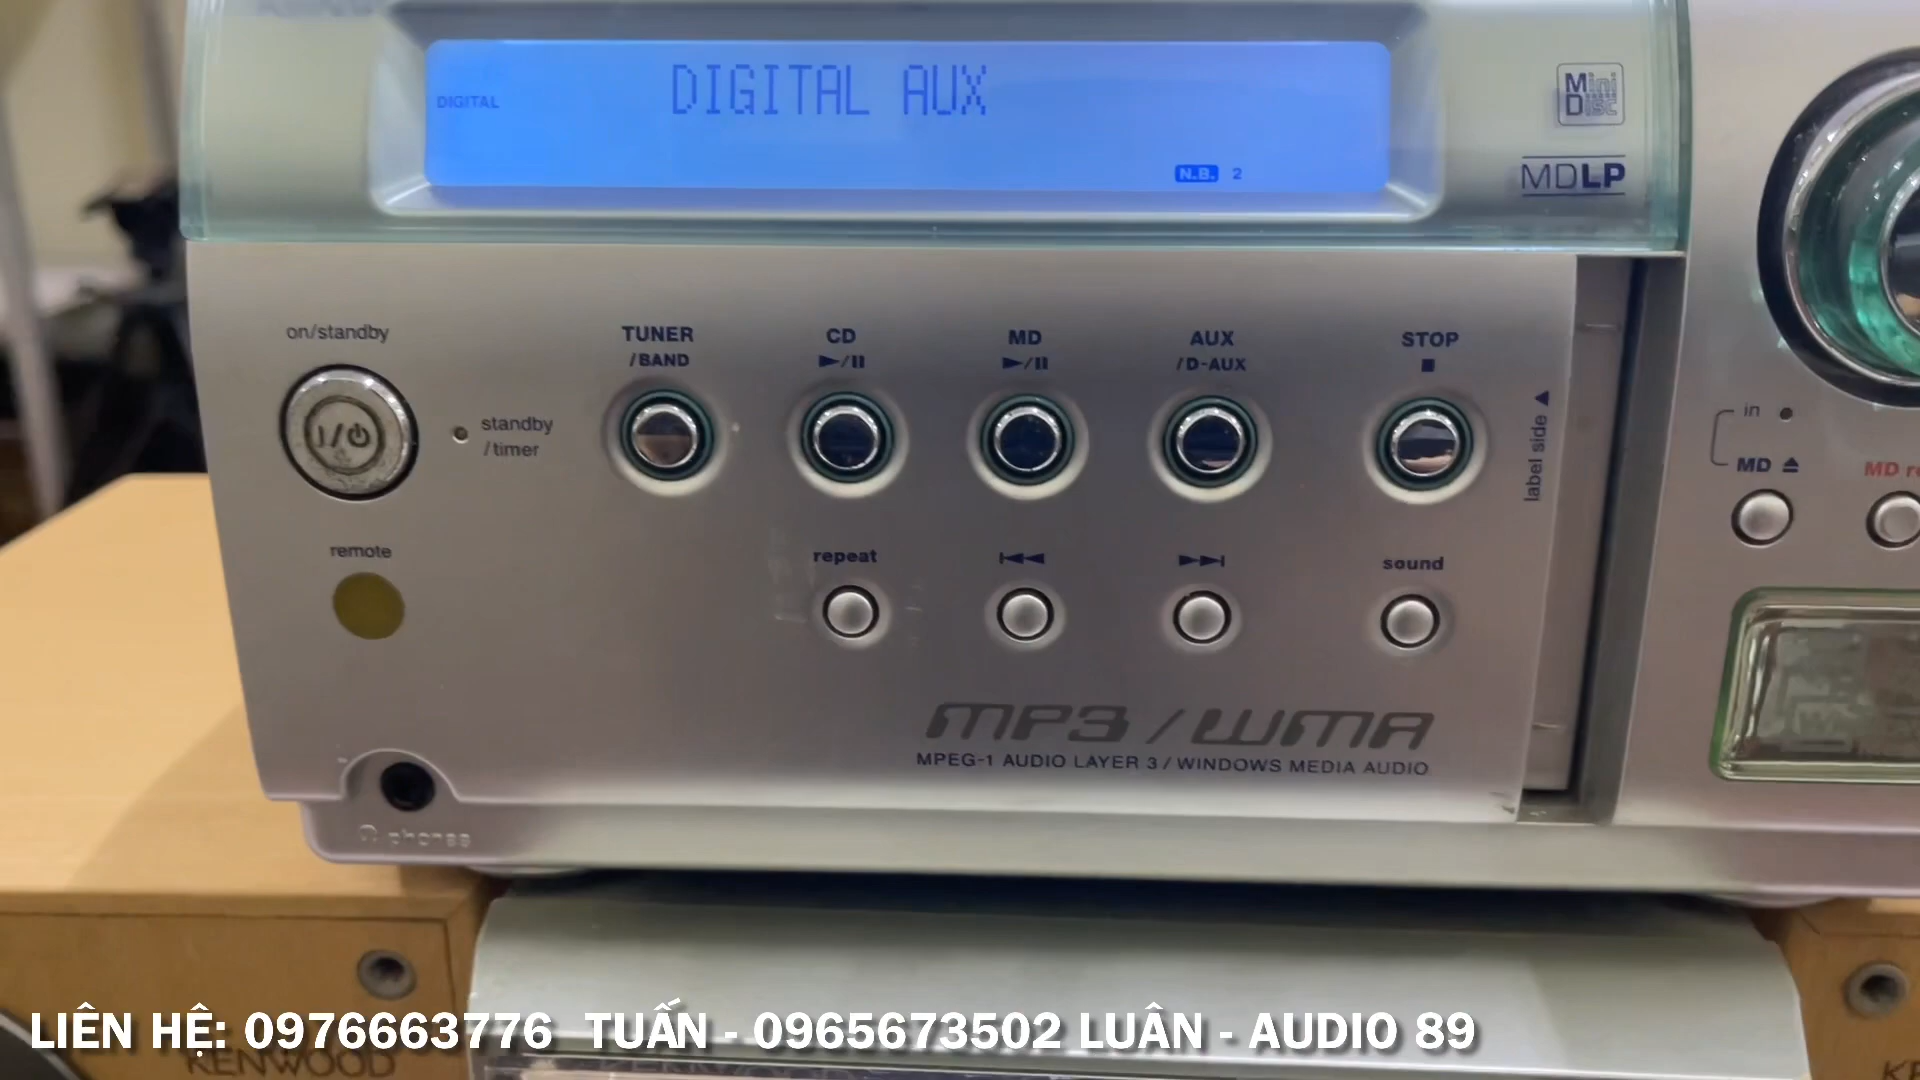 DIGITAL
DIGITAL AUX
N.B. 2
Mini
Disc
MDLP
on/standby
TUNER
/BAND
CD
►/II
MD
►/II
AUX
/D-AUX
STOP
■
I/⏻
standby
/timer
label side ▲
in
MD ⏏
MD
remote
repeat
I◄◄
►►I
sound
MP3/WMA
MPEG-1 AUDIO LAYER 3 / WINDOWS MEDIA AUDIO
phones
LIÊN HỆ: 0976663776 TUẤN - 0965673502 LUÂN - AUDIO 89
KENWOOD